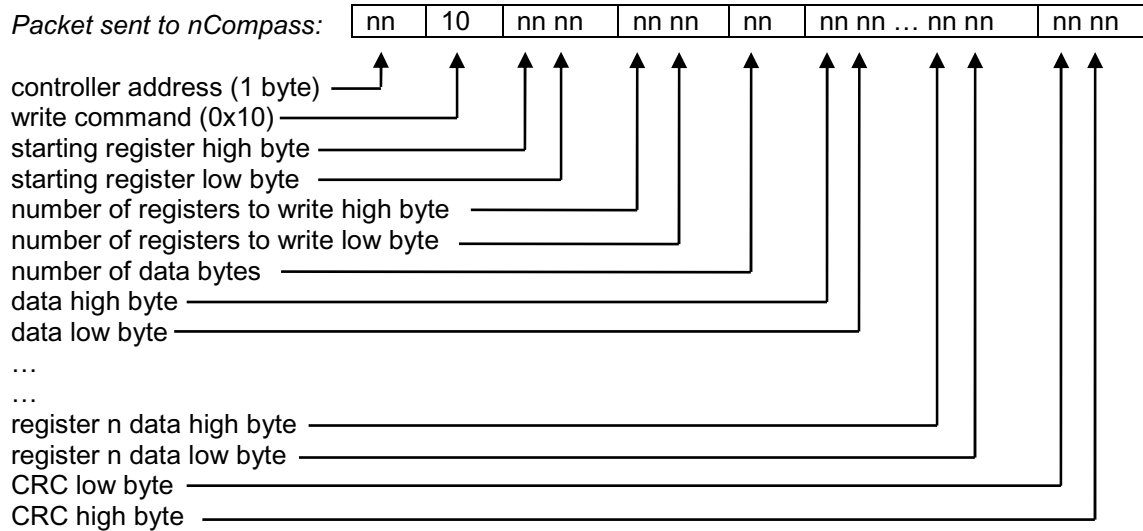 Packet sent to nCompass: nn 10 nn nn nn nn nn nn nn … nn nn nn nn
controller address (1 byte)
write command (0x10)
starting register high byte
starting register low byte
number of registers to write high byte
number of registers to write low byte
number of data bytes
data high byte
data low byte
…
…
register n data high byte
register n data low byte
CRC low byte
CRC high byte